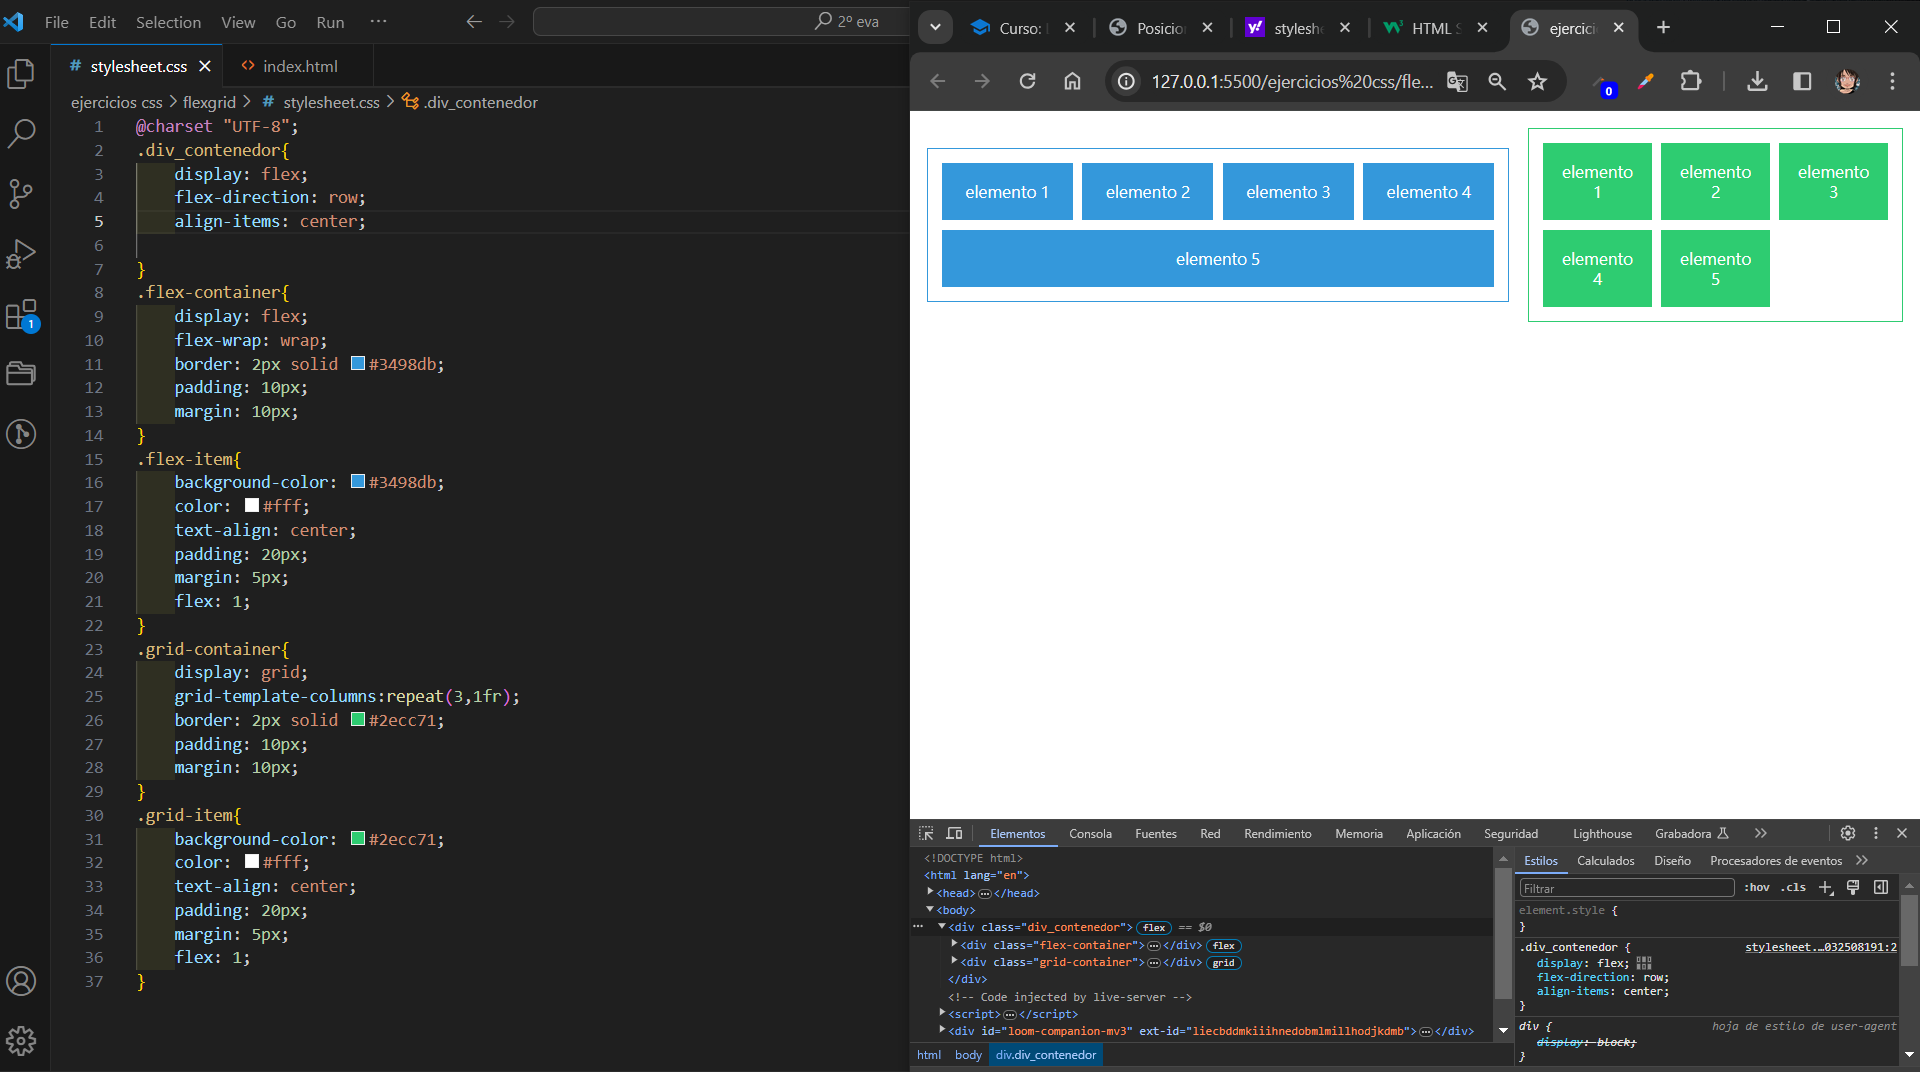 File Edit Selection View Go Run ··· 2º eva
stylesheet.css index.html
ejercicios css > flexgrid > # stylesheet.css > .div_contenedor
1 @charset "UTF-8";
2 .div_contenedor{
3 display: flex;
4 flex-direction: row;
5 align-items: center;
6
7 }
8 .flex-container{
9 display: flex;
10 flex-wrap: wrap;
11 border: 2px solid #3498db;
12 padding: 10px;
13 margin: 10px;
14 }
15 .flex-item{
16 background-color: #3498db;
17 color: #fff;
18 text-align: center;
19 padding: 20px;
20 margin: 5px;
21 flex: 1;
22 }
23 .grid-container{
24 display: grid;
25 grid-template-columns:repeat(3,1fr);
26 border: 2px solid #2ecc71;
27 padding: 10px;
28 margin: 10px;
29 }
30 .grid-item{
31 background-color: #2ecc71;
32 color: #fff;
33 text-align: center;
34 padding: 20px;
35 margin: 5px;
36 flex: 1;
37 }
1
Curso: Posicio styleshe HTML S ejercici
127.0.0.1:5500/ejercicios%20css/fle...
0
elemento 1 elemento 2 elemento 3 elemento 4
elemento 5
elemento 1
elemento 2
elemento 3
elemento 4
elemento 5
Elementos Consola Fuentes Red Rendimiento Memoria Aplicación Seguridad Lighthouse Grabadora
<!DOCTYPE html>
<html lang="en">
<head>…</head>
<body>
<div class="div_contenedor"> flex == $0
<div class="flex-container">…</div> flex
<div class="grid-container">…</div> grid
</div>
<!-- Code injected by live-server -->
<script>…</script>
<div id="loom-companion-mv3" ext-id="liecbddmkiiihnedobmlmillhodjkdmb">…</div>
html body div.div_contenedor
Estilos Calculados Diseño Procesadores de eventos
Filtrar :hov .cls
element.style {
}
.div_contenedor { stylesheet.…032508191:2
display: flex;
flex-direction: row;
align-items: center;
}
div { hoja de estilo de user-agent
display: block;
}